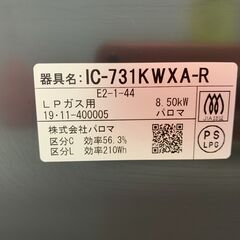 器具名:IC-731KWXA-R
E2-1-44
LPガス用 8.50kW
19·11-400005 パロマ
株式会社パロマ
区分C 効率56.3%
区分L 効率210Wh
PS
LPG